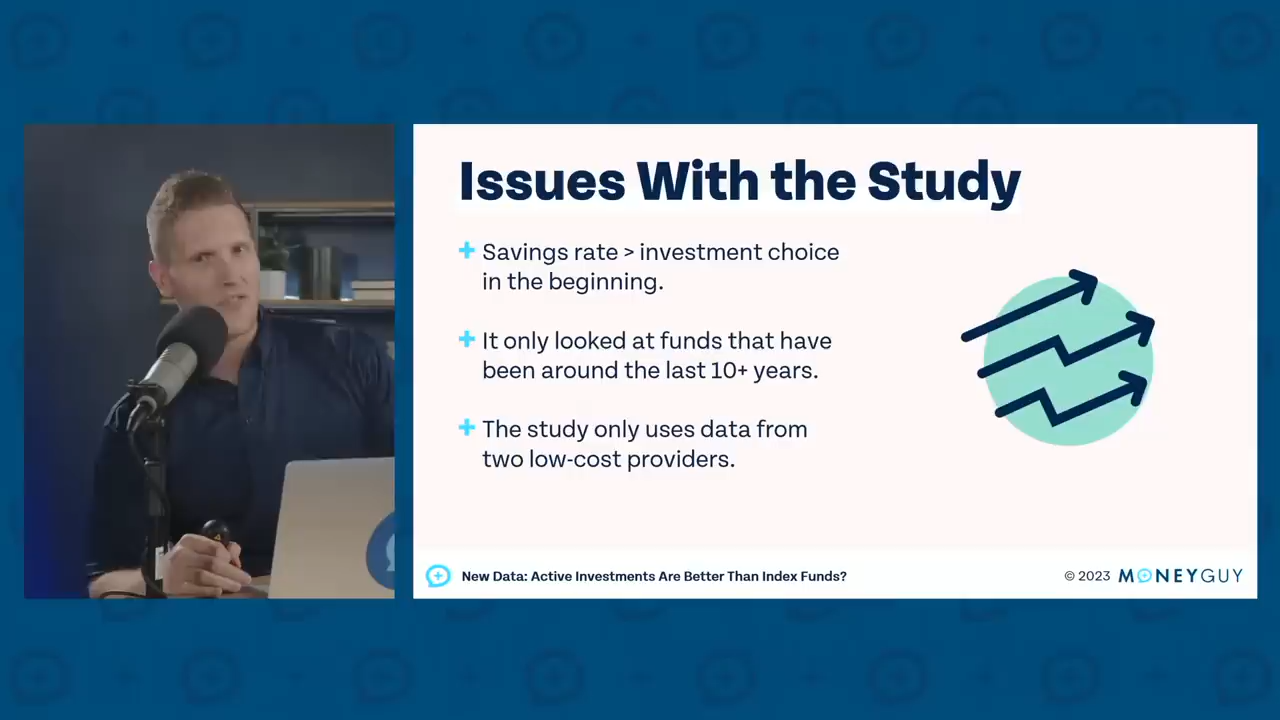 Issues With the Study
+ Savings rate > investment choice
in the beginning.
+ It only looked at funds that have
been around the last 10+ years.
+ The study only uses data from
two low-cost providers.
New Data: Active Investments Are Better Than Index Funds?
© 2023 MONEYGUY